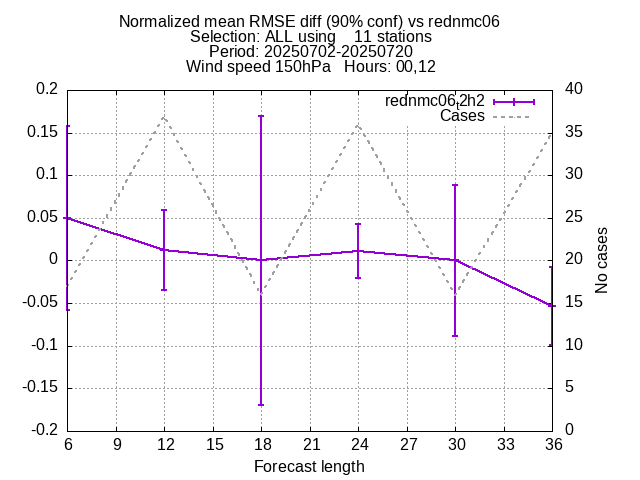 Normalized mean RMSE diff (90% conf) vs rednmc06
Selection: ALL using    11 stations
Period: 20250702-20250720
Wind speed 150hPa   Hours: 00,12
rednmc06,2h2
Cases
0.2
0.15
0.1
0.05
0
-0.05
-0.1
-0.15
-0.2
40
35
30
25
20
15
10
5
0
No cases
6 9 12 15 18 21 24 27 30 33 36
Forecast length